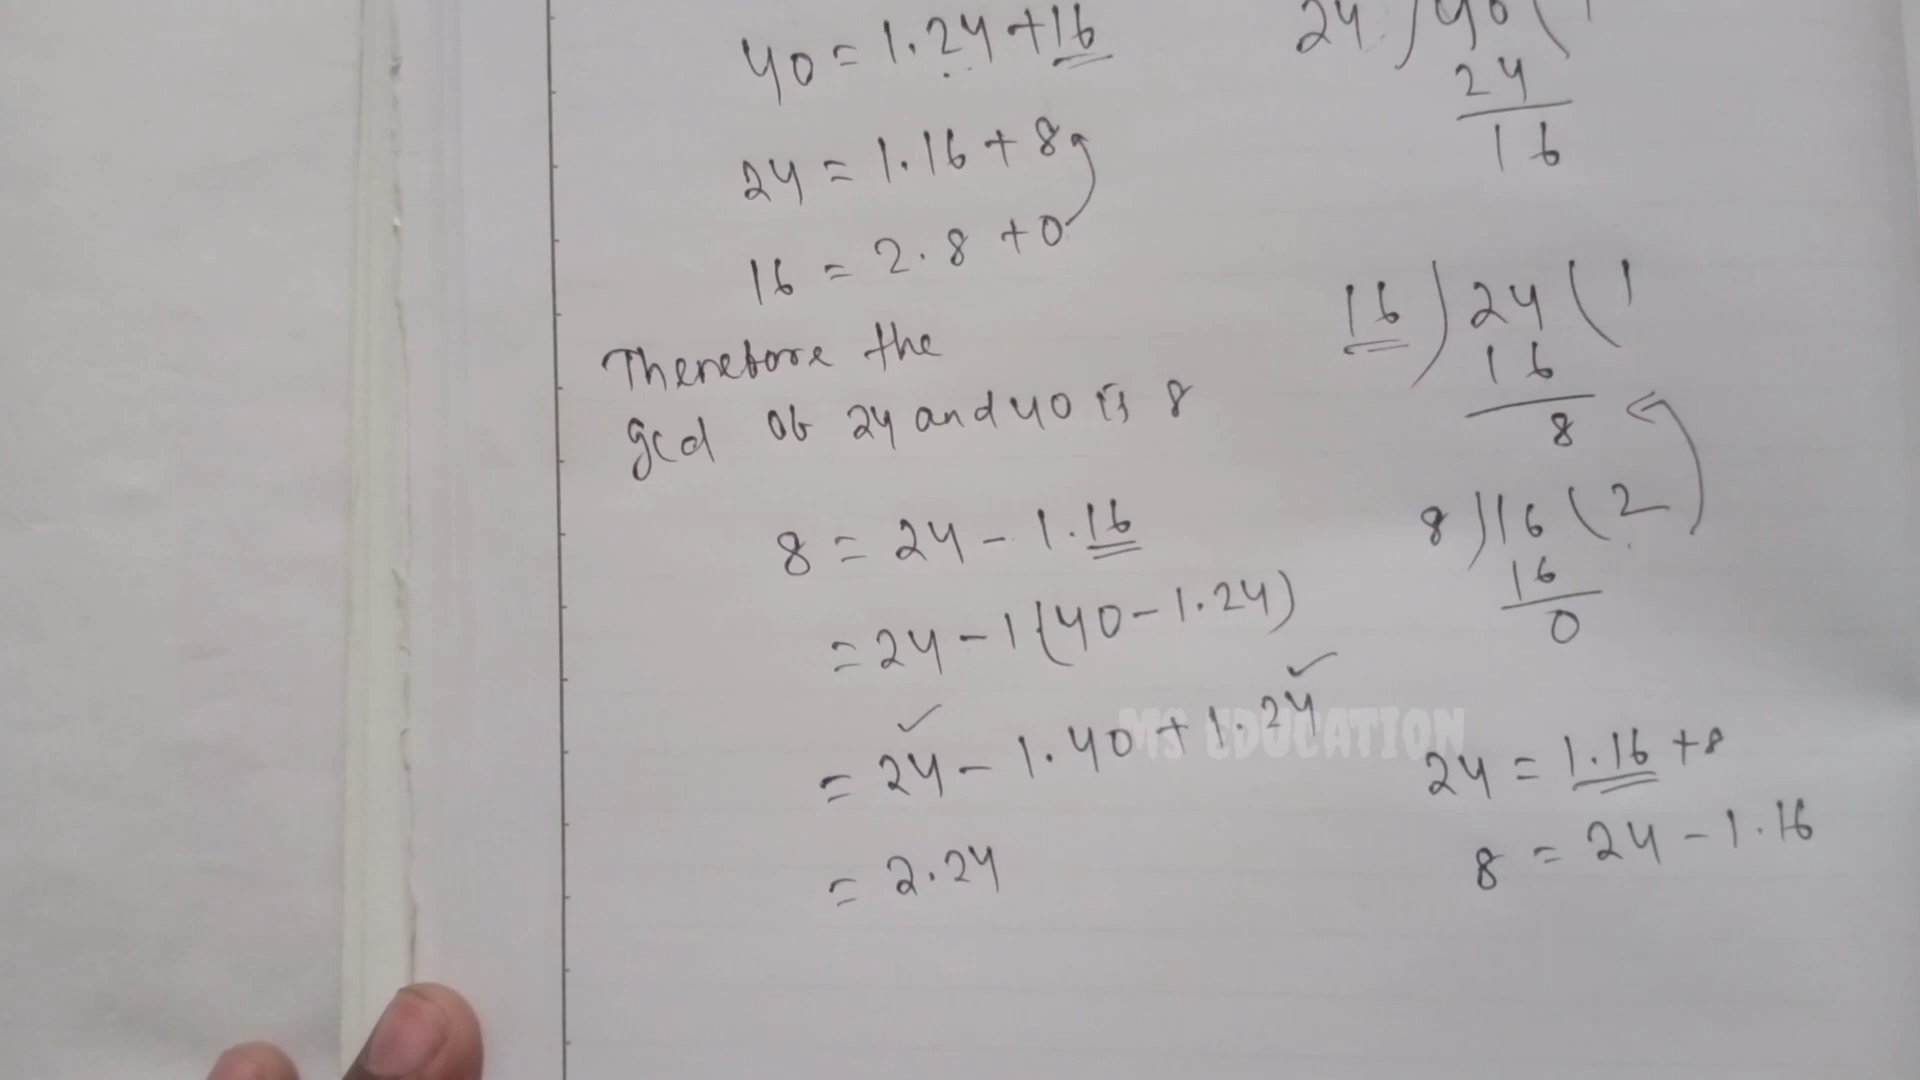 40 = 1.24 + 16
24 = 1.16 + 8
16 = 2.8 + 0
Therefore the
gcd of 24 and 40 is 8
8 = 24 - 1.16
= 24 - 1(40 - 1.24)
= 24 - 1.40 + 1.24
= 2.24
24 ) 40 ( 1
24
16
16 ) 24 ( 1
16
8
8 ) 16 ( 2
16
0
MS EDUCATION
24 = 1.16 + 8
8 = 24 - 1.16